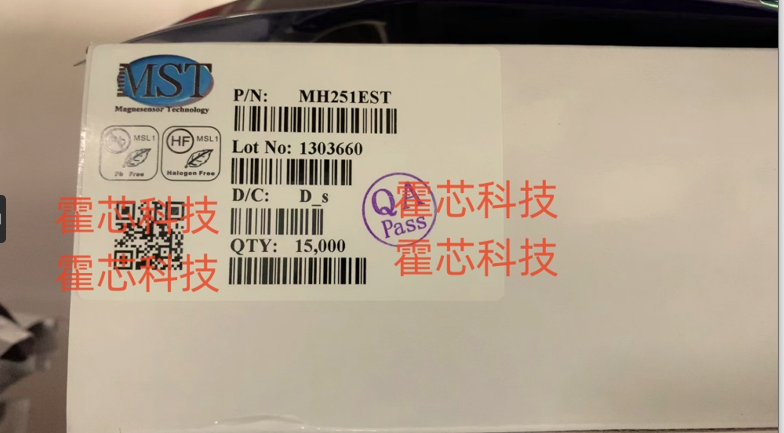 MST
Magnesensor Technology
P/N: MH251EST
Pb MSL1
Pb Free
HF MSL1
Halogen Free
Lot No: 1303660
D/C: D_s
QTY: 15,000
QA
Pass
霍芯科技
霍芯科技
霍芯科技
霍芯科技